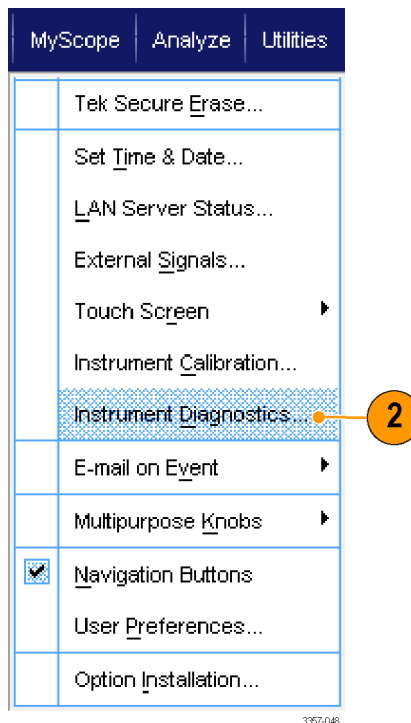 MyScope Analyze Utilities
Tek Secure Erase...
Set Time & Date...
LAN Server Status...
External Signals...
Touch Screen
Instrument Calibration...
Instrument Diagnostics... 2
E-mail on Event
Multipurpose Knobs
Navigation Buttons
User Preferences...
Option Installation...
3357-048